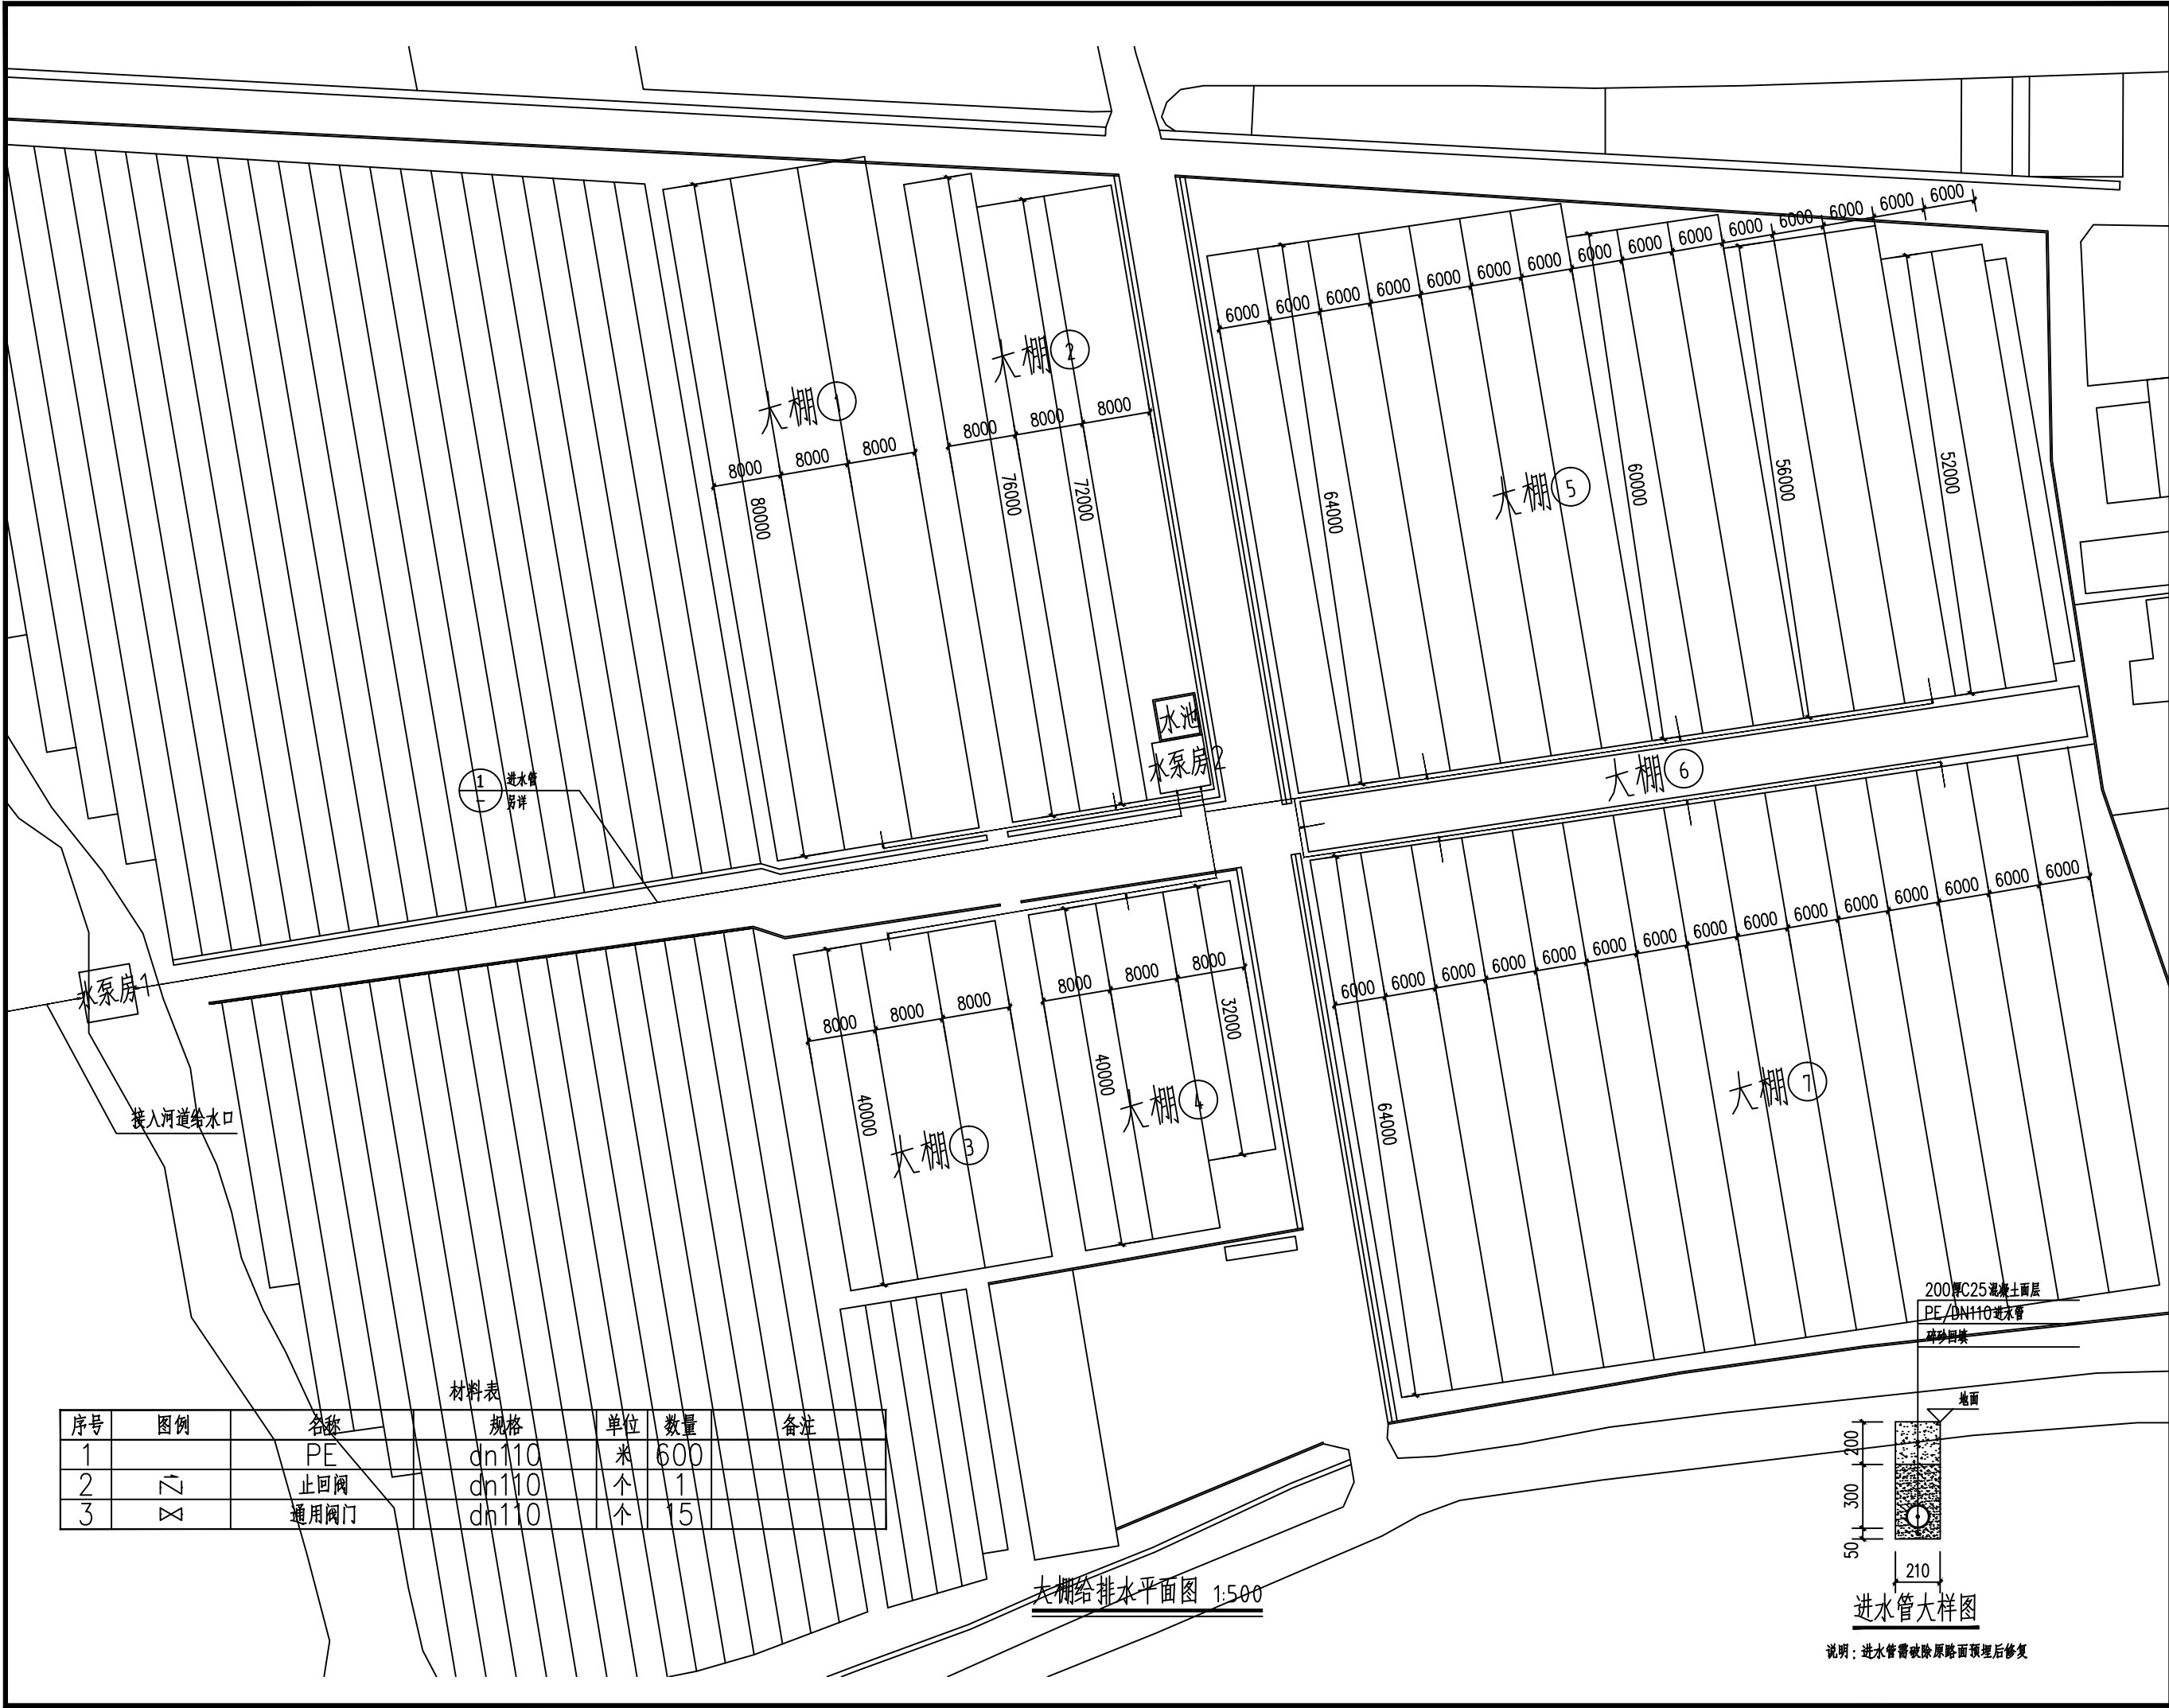 大棚 1
8000 8000 8000
80000
大棚 2
8000 8000 8000
76000
72000
6000 6000 6000 6000 6000 6000 6000 6000 6000 6000 6000 6000 6000 6000 6000
大棚 5
64000
60000
56000
52000
水池
水泵房2
1
–
进水管
另详
大棚 6
水泵房1
接入河道给水口
8000 8000 8000
40000
大棚 3
8000 8000 8000
40000
32000
大棚 4
6000 6000 6000 6000 6000 6000 6000 6000 6000 6000 6000 6000 6000 6000 6000
64000
大棚 7
材料表
序号 图例 名称 规格 单位 数量 备注
1 PE dn110 米 600
2 止回阀 dn110 个 1
3 通用阀门 dn110 个 15
大棚给排水平面图 1:500
200厚C25混凝土面层
PE/DN110进水管
碎砂回填
地面
200
300
50
210
进水管大样图
说明：进水管需破除原路面预埋后修复